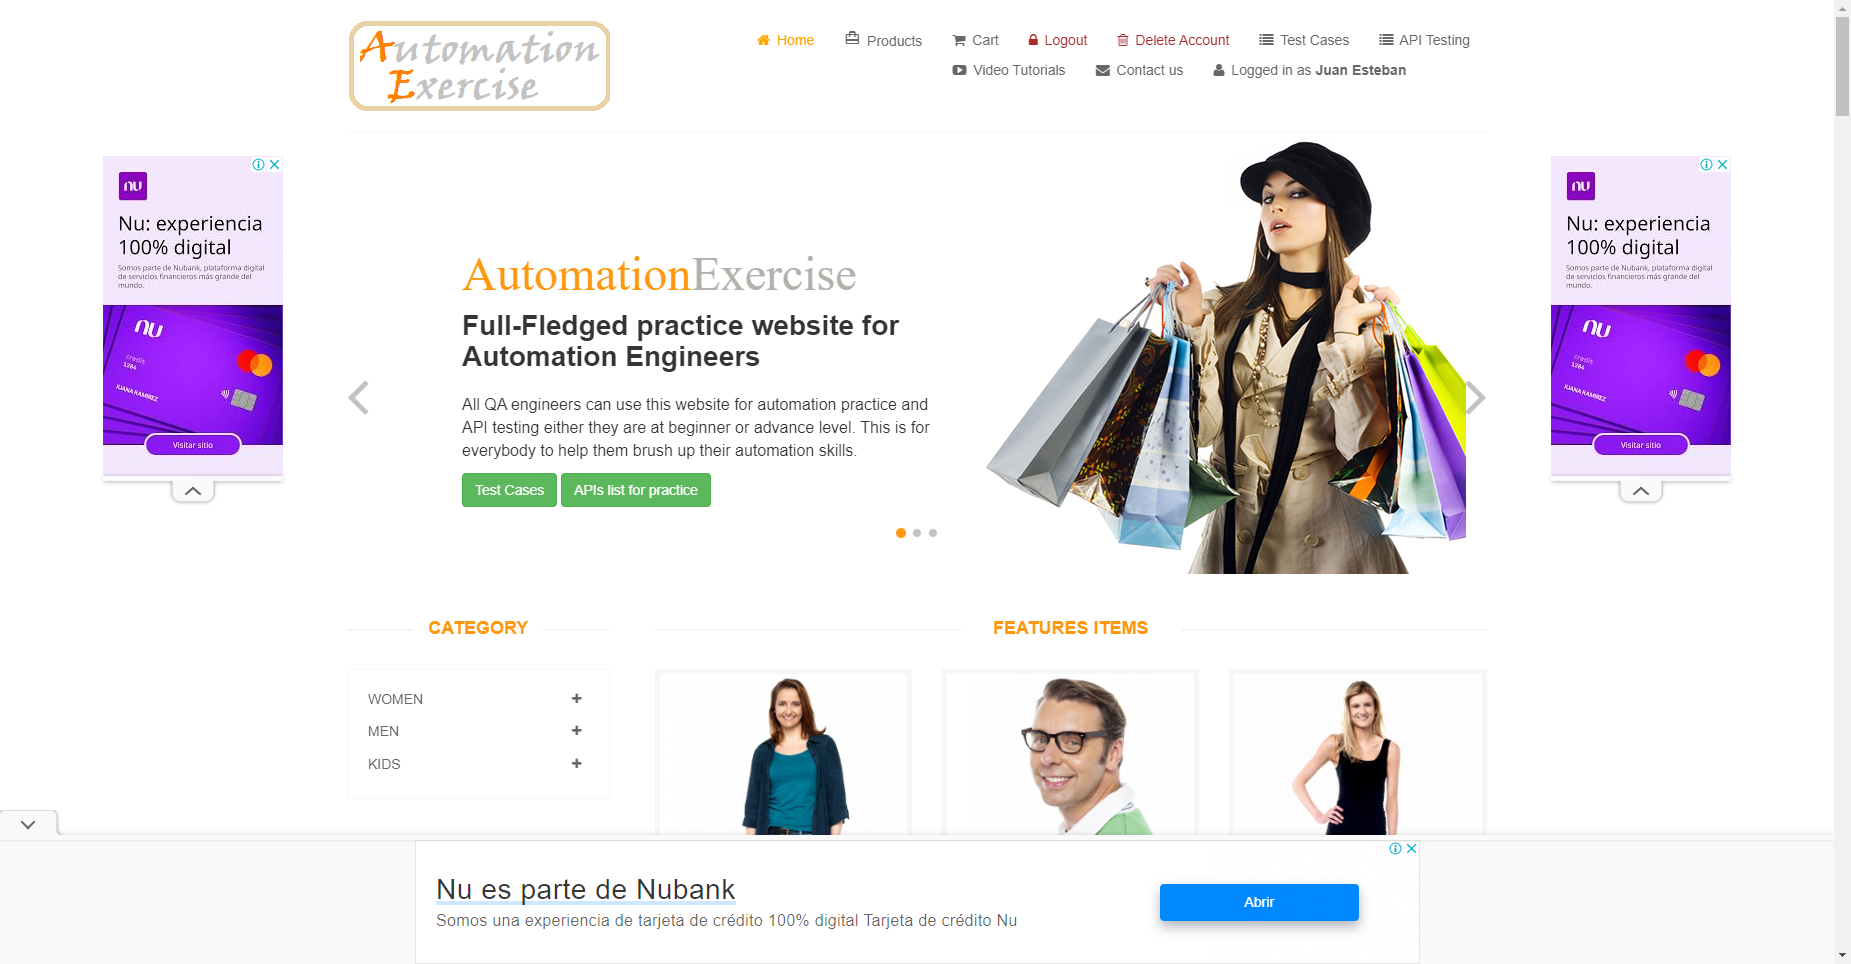 Automation
Exercise
Home
Products
Cart
Logout
Delete Account
Test Cases
API Testing
Video Tutorials
Contact us
Logged in as Juan Esteban
nu
Nu: experiencia
100% digital
Somos parte de Nubank, plataforma digital
de servicios financieros más grande del
mundo.
nu
credit
1284
JUANA RAMIREZ
Visitar sitio
AutomationExercise
Full-Fledged practice website for
Automation Engineers
All QA engineers can use this website for automation practice and
API testing either they are at beginner or advance level. This is for
everybody to help them brush up their automation skills.
Test Cases
APIs list for practice
nu
Nu: experiencia
100% digital
Somos parte de Nubank, plataforma digital
de servicios financieros más grande del
mundo.
nu
credit
1284
JUANA RAMIREZ
Visitar sitio
CATEGORY
WOMEN
MEN
KIDS
FEATURES ITEMS
Nu es parte de Nubank
Somos una experiencia de tarjeta de crédito 100% digital Tarjeta de crédito Nu
Abrir